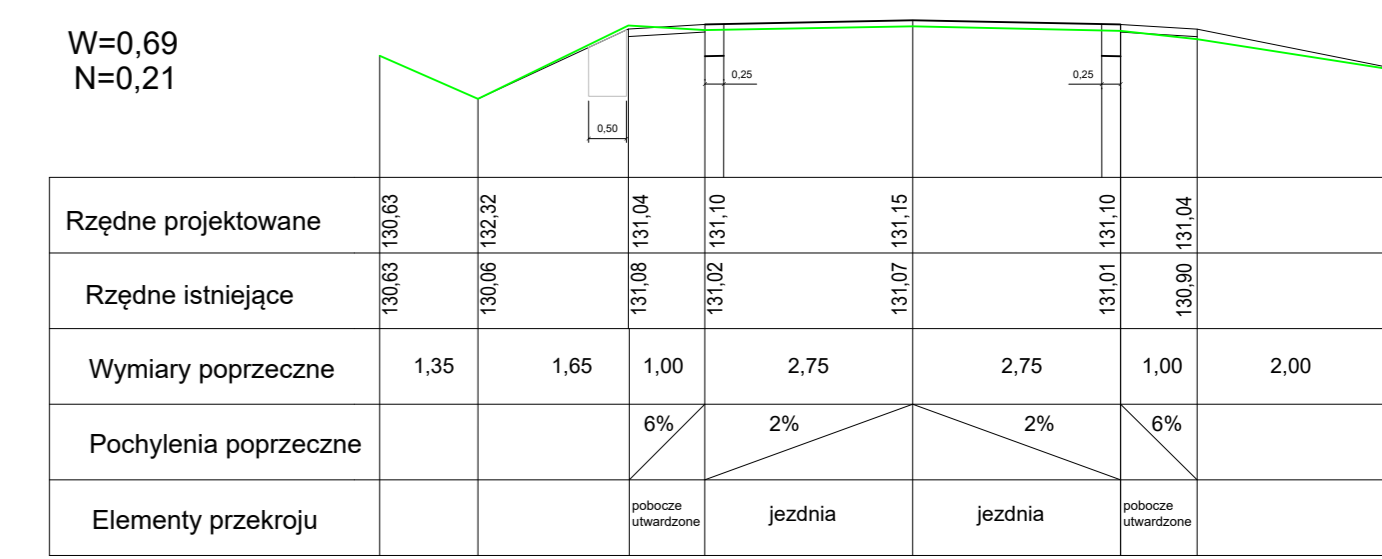 W=0,69
N=0,21
0,25
0,25
0,50
Rzędne projektowane 130,63 132,32 131,04 131,10 131,15 131,10 131,04
Rzędne istniejące 130,63 130,06 131,08 131,02 131,07 131,01 130,90
Wymiary poprzeczne 1,35 1,65 1,00 2,75 2,75 1,00 2,00
Pochylenia poprzeczne 6% 2% 2% 6%
Elementy przekroju pobocze utwardzone jezdnia jezdnia pobocze utwardzone